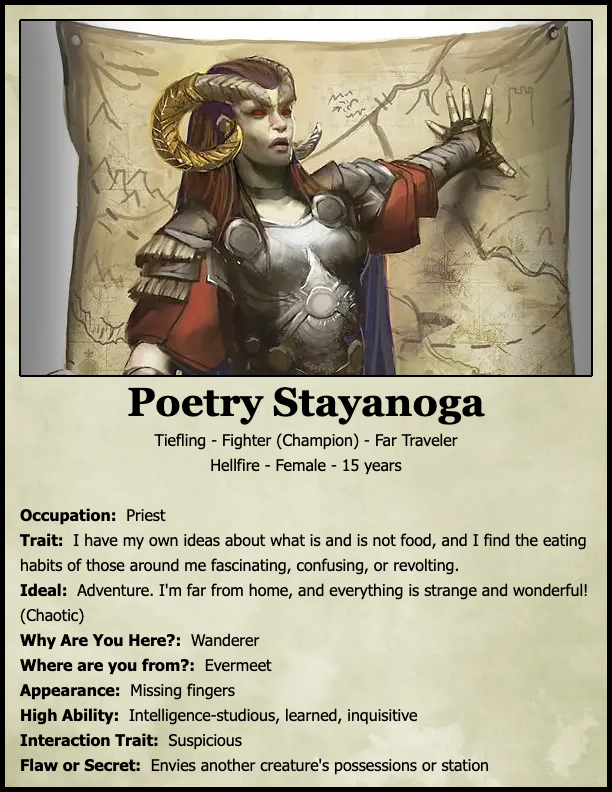 Poetry Stayanoga
Tiefling - Fighter (Champion) - Far Traveler
Hellfire - Female - 15 years
Occupation: Priest
Trait: I have my own ideas about what is and is not food, and I find the eating
habits of those around me fascinating, confusing, or revolting.
Ideal: Adventure. I'm far from home, and everything is strange and wonderful!
(Chaotic)
Why Are You Here?: Wanderer
Where are you from?: Evermeet
Appearance: Missing fingers
High Ability: Intelligence-studious, learned, inquisitive
Interaction Trait: Suspicious
Flaw or Secret: Envies another creature's possessions or station